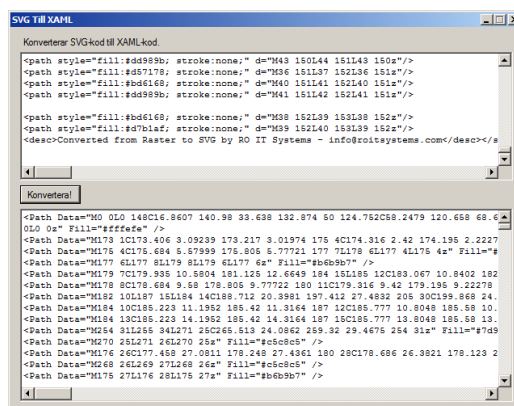 SVG Till XAML
Konverterar SVG-kod till XAML-kod.
<path style="fill:#dd989b; stroke:none;" d="M43 150L44 151L43 150z"/>
<path style="fill:#d57178; stroke:none;" d="M36 151L37 152L36 151z"/>
<path style="fill:#bd6168; stroke:none;" d="M40 151L41 152L40 151z"/>
<path style="fill:#dd989b; stroke:none;" d="M41 151L42 152L41 151z"/>
<path style="fill:#bd6168; stroke:none;" d="M38 152L39 153L38 152z"/>
<path style="fill:#d7b1af; stroke:none;" d="M39 152L40 153L39 152z"/>
<desc>Converted from Raster to SVG by RO IT Systems - info@roitsystems.com</desc></s
Konvertera!
<Path Data="M0 0L0 148C16.8607 140.98 33.638 132.874 50 124.752C58.2479 120.658 68.6
0L0 0z" Fill="#fffefe" />
<Path Data="M173 1C173.406 3.09239 173.217 3.01974 175 4C174.316 2.42 174.195 2.2227
<Path Data="M175 4C175.684 5.57999 175.805 5.77721 177 7L178 6L177 4L175 4z" Fill="#
<Path Data="M177 6L177 8L179 8L179 6L177 6z" Fill="#b6b9b7" />
<Path Data="M179 7C179.935 10.5804 181.125 12.6649 184 15L185 12C183.067 10.8402 182
<Path Data="M178 8C178.684 9.58 178.805 9.77722 180 11C179.316 9.42 179.195 9.22278
<Path Data="M182 10L187 15L184 14C188.712 20.3981 197.412 27.4832 205 30C199.868 24.
<Path Data="M184 10C185.223 11.1952 185.42 11.3164 187 12C185.777 10.8048 185.58 10.
<Path Data="M184 13C185.223 14.1952 185.42 14.3164 187 15C185.777 13.8048 185.58 13.
<Path Data="M254 31L255 34L271 25C265.513 24.0862 259.32 29.4675 254 31z" Fill="#7d9
<Path Data="M270 25L271 26L270 25z" Fill="#c5c8c5" />
<Path Data="M176 26C177.458 27.0811 178.248 27.4361 180 28C178.686 26.3821 178.123 2
<Path Data="M268 26L269 27L268 26z" Fill="#c5c8c5" />
<Path Data="M175 27L176 28L175 27z" Fill="#b6b9b7" />